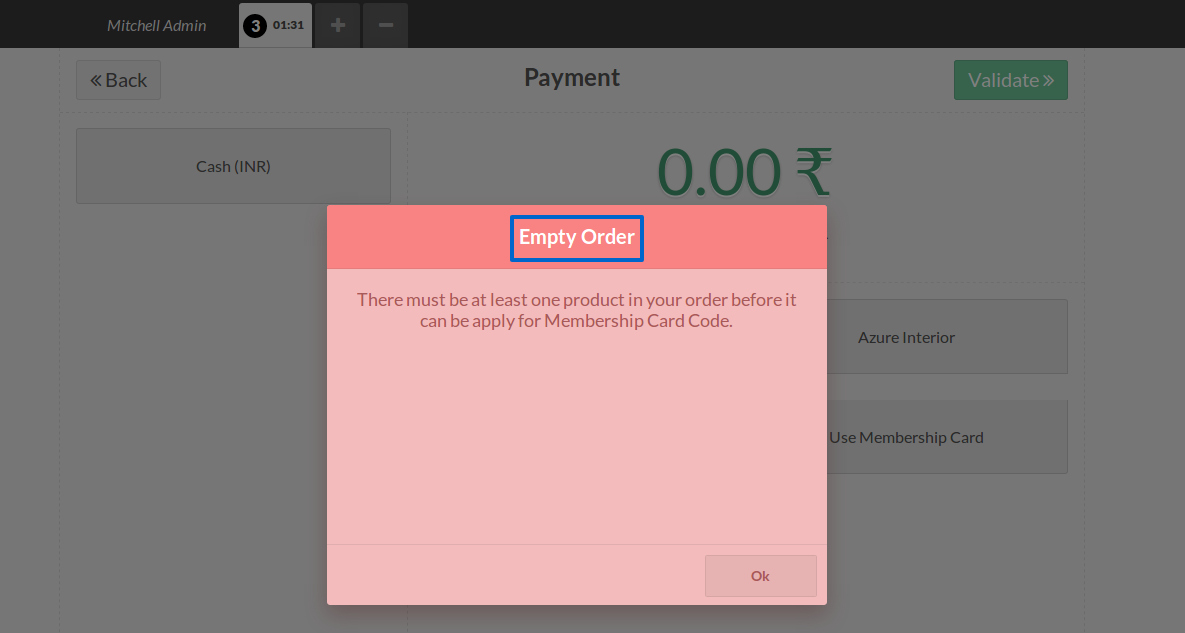 Mitchell Admin
3 01:31 + −
« Back
Payment
Validate »
Cash (INR)
0.00 ₹
Empty Order
There must be at least one product in your order before it
can be apply for Membership Card Code.
Azure Interior
Use Membership Card
Ok